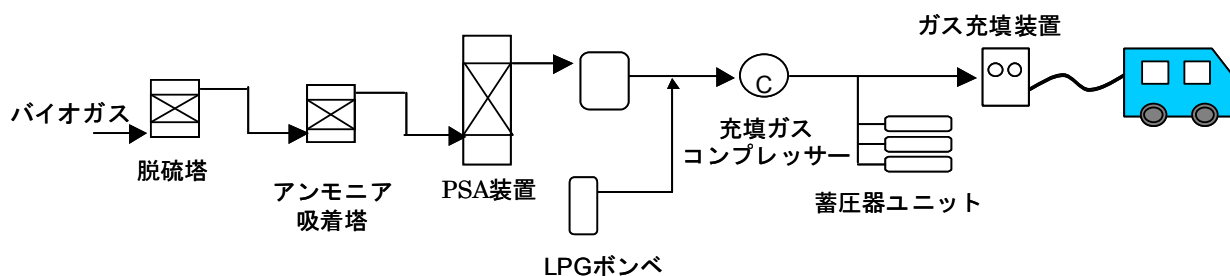 ガス充填装置
バイオガス
脱硫塔
アンモニア
吸着塔
PSA装置
LPGボンベ
C
充填ガス
コンプレッサー
蓄圧器ユニット